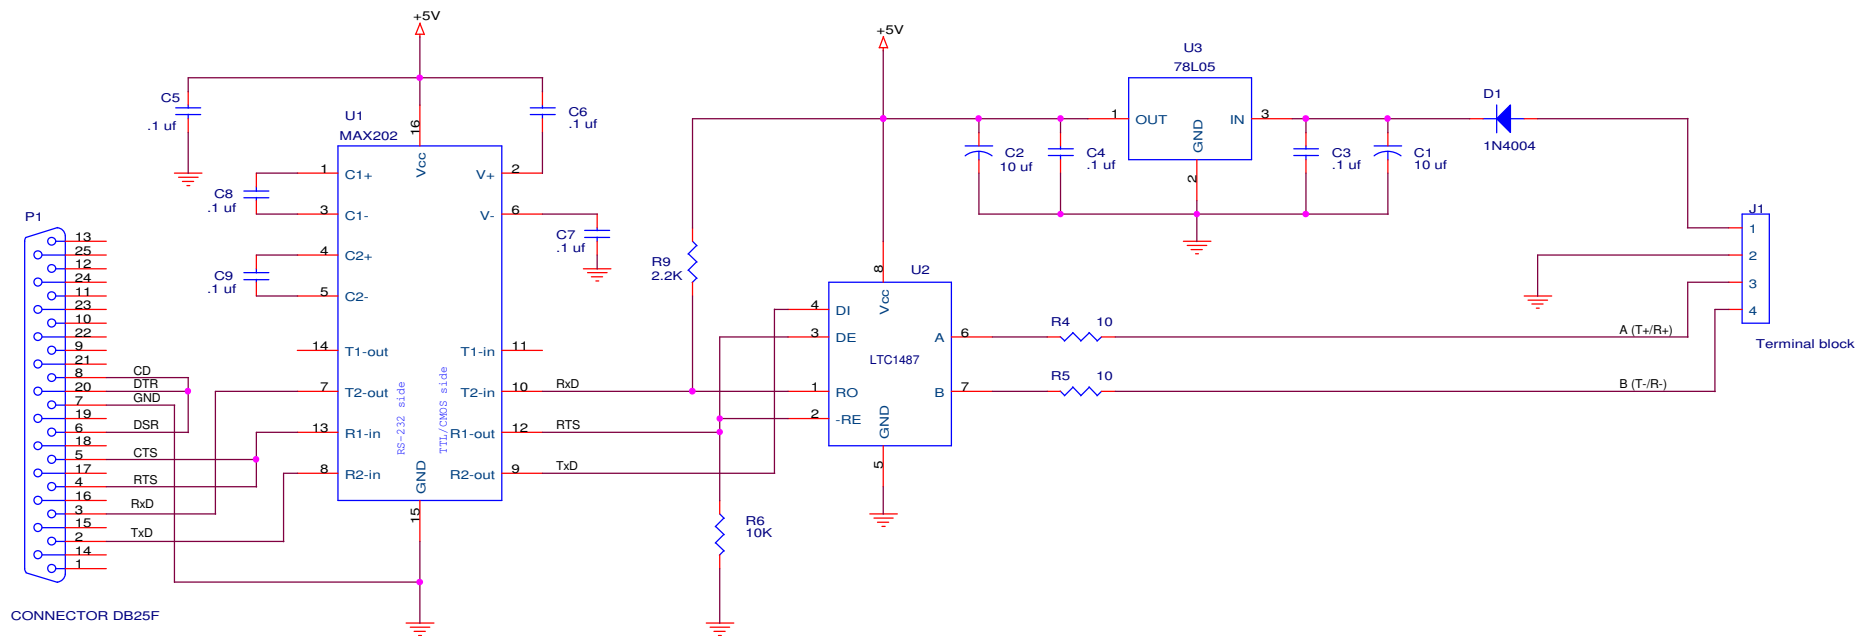 +5V
C5
.1 uf
C6
.1 uf
U1
MAX202
16
Vcc
1
C1+
3
C1-
4
C2+
5
C2-
14
T1-out
7
T2-out
13
R1-in
8
R2-in
RS-232 side
TTL/CMOS side
GND
15
V+
2
V-
6
T1-in
11
T2-in
10
R1-out
12
R2-out
9
C8
.1 uf
C9
.1 uf
C7
.1 uf
P1
13
25
12
24
11
23
10
22
9
21
8
20
7
19
6
18
5
17
4
16
3
15
2
14
1
CD
DTR
GND
DSR
CTS
RTS
RxD
TxD
CONNECTOR DB25F
RxD
RTS
TxD
R9
2.2K
R6
10K
+5V
U2
8
Vcc
4
DI
3
DE
LTC1487
1
RO
2
-RE
GND
5
A
6
B
7
R4 10
R5 10
C2
10 uf
C4
.1 uf
U3
78L05
1
OUT
IN
3
GND
2
C3
.1 uf
C1
10 uf
D1
1N4004
J1
1
2
3
4
A (T+/R+)
B (T-/R-)
Terminal block